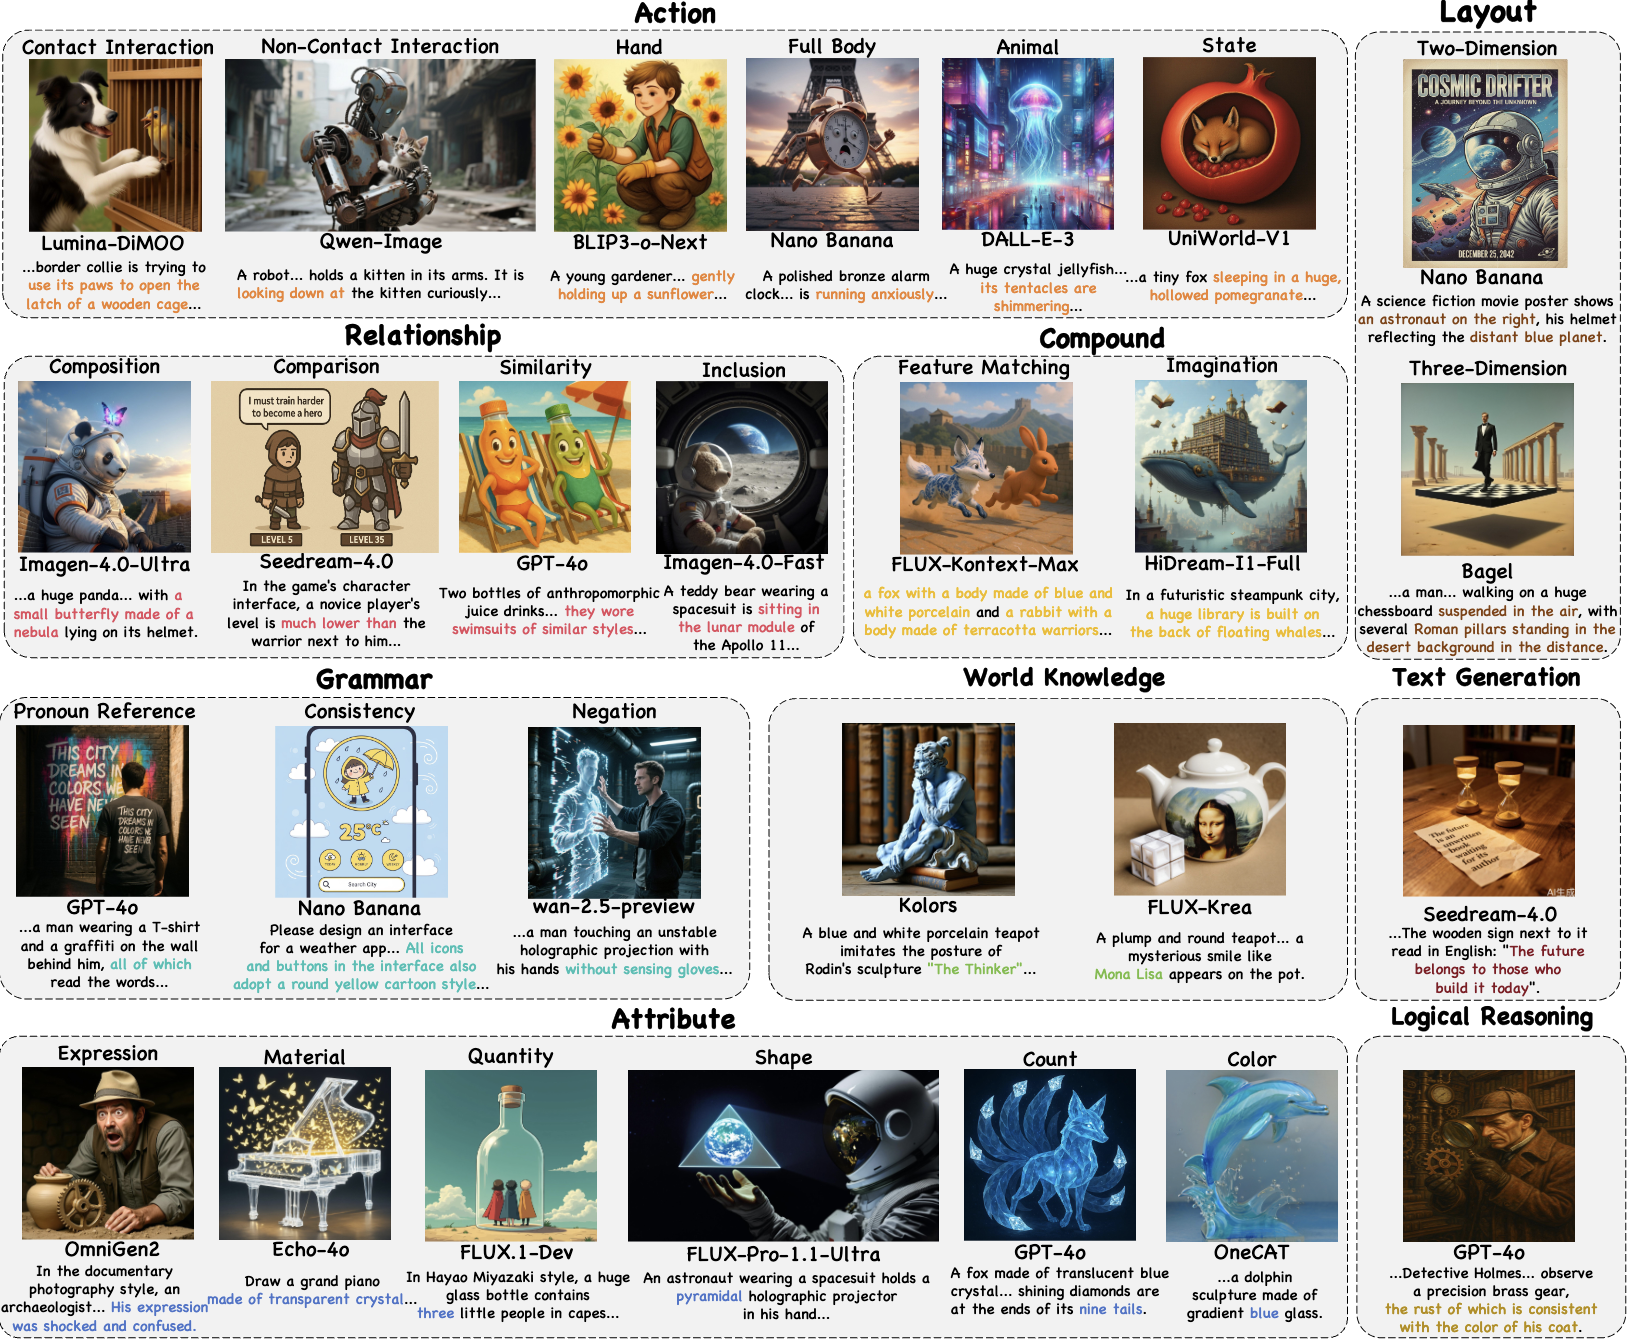 Action
Contact Interaction
Non-Contact Interaction
Hand
Full Body
Animal
State
Lumina-DiMOO
Qwen-Image
BLIP3-o-Next
Nano Banana
DALL-E-3
UniWorld-V1
...border collie is trying to
use its paws to open the
latch of a wooden cage...
A robot... holds a kitten in its arms. It is
looking down at the kitten curiously...
A young gardener... gently
holding up a sunflower...
A polished bronze alarm
clock... is running anxiously...
A huge crystal jellyfish...
its tentacles are
shimmering...
...a tiny fox sleeping in a huge,
hollowed pomegranate...
Layout
Two-Dimension
COSMIC DRIFTER
A JOURNEY BEYOND THE UNKNOWN
DECEMBER 25, 2042
Nano Banana
A science fiction movie poster shows
an astronaut on the right, his helmet
reflecting the distant blue planet.
Three-Dimension
Bagel
...a man... walking on a huge
chessboard suspended in the air, with
several Roman pillars standing in the
desert background in the distance.
Relationship
Composition
Comparison
Similarity
Inclusion
I must train harder
to become a hero
LEVEL 5
LEVEL 35
Imagen-4.0-Ultra
Seedream-4.0
GPT-4o
Imagen-4.0-Fast
...a huge panda... with a
small butterfly made of a
nebula lying on its helmet.
In the game's character
interface, a novice player's
level is much lower than the
warrior next to him...
Two bottles of anthropomorphic
juice drinks... they wore
swimsuits of similar styles...
A teddy bear wearing a
spacesuit is sitting in
the lunar module of
the Apollo 11...
Compound
Feature Matching
Imagination
FLUX-Kontext-Max
HiDream-I1-Full
a fox with a body made of blue and
white porcelain and a rabbit with a
body made of terracotta warriors...
In a futuristic steampunk city,
a huge library is built on
the back of floating whales...
Grammar
Pronoun Reference
Consistency
Negation
THIS CITY
DREAMS IN
COLORS WE
HAVE NEV
SEEN
THIS CITY
DREAMS IN
COLORS WE
HAVE NEVER
SEEN
25°C
Search City
GPT-4o
Nano Banana
wan-2.5-preview
...a man wearing a T-shirt
and a graffiti on the wall
behind him, all of which
read the words...
Please design an interface
for a weather app... All icons
and buttons in the interface also
adopt a round yellow cartoon style...
...a man touching an unstable
holographic projection with
his hands without sensing gloves...
World Knowledge
Kolors
FLUX-Krea
A blue and white porcelain teapot
imitates the posture of
Rodin's sculpture "The Thinker"...
A plump and round teapot... a
mysterious smile like
Mona Lisa appears on the pot.
Text Generation
The future
is an
unwritten
book
waiting
for its
author
AI生成
Seedream-4.0
...The wooden sign next to it
read in English: "The future
belongs to those who
build it today".
Attribute
Expression
Material
Quantity
Shape
Count
Color
OmniGen2
Echo-4o
FLUX.1-Dev
FLUX-Pro-1.1-Ultra
GPT-4o
OneCAT
In the documentary
photography style, an
archaeologist... His expression
was shocked and confused.
Draw a grand piano
made of transparent crystal...
In Hayao Miyazaki style, a huge
glass bottle contains
three little people in capes...
An astronaut wearing a spacesuit holds a
pyramidal holographic projector
in his hand...
A fox made of translucent blue
crystal... shining diamonds are
at the ends of its nine tails.
...a dolphin
sculpture made of
gradient blue glass.
Logical Reasoning
GPT-4o
...Detective Holmes... observe
a precision brass gear,
the rust of which is consistent
with the color of his coat.